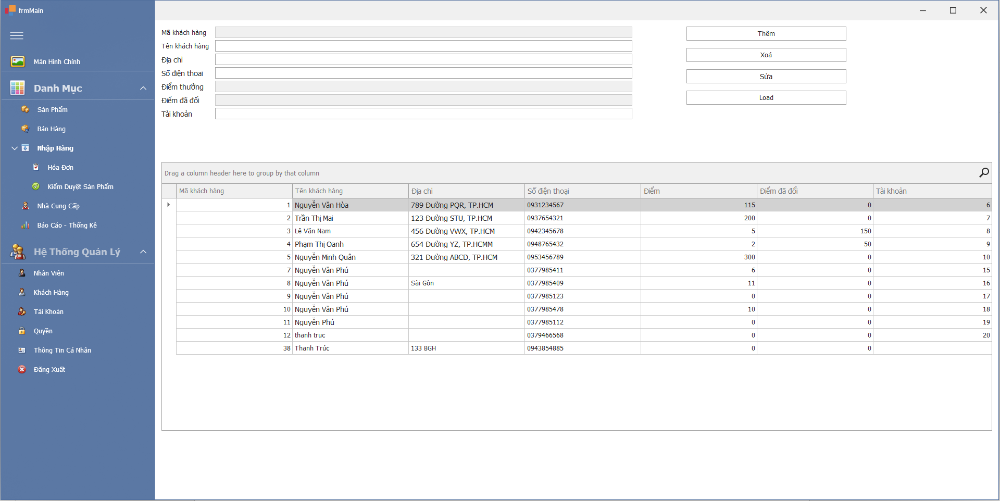 frmMain
Màn Hình Chính
Danh Mục
Sản Phẩm
Bán Hàng
Nhập Hàng
Hóa Đơn
Kiểm Duyệt Sản Phẩm
Nhà Cung Cấp
Báo Cáo - Thống Kê
Hệ Thống Quản Lý
Nhân Viên
Khách Hàng
Tài Khoản
Quyền
Thông Tin Cá Nhân
Đăng Xuất
Mã khách hàng
Tên khách hàng
Địa chỉ
Số điện thoai
Điểm thưởng
Điểm đã đổi
Tài khoản
Thêm
Xoá
Sửa
Load
Drag a column header here to group by that column
Mã khách hàng Tên khách hàng Địa chỉ Số điện thoại Điểm Điểm đã đổi Tài khoản
1 Nguyễn Văn Hòa 789 Đường PQR, TP.HCM 0931234567 115 0 6
2 Trần Thị Mai 123 Đường STU, TP.HCM 0937654321 200 0 7
3 Lê Văn Nam 456 Đường VWX, TP.HCM 0942345678 5 150 8
4 Phạm Thị Oanh 654 Đường YZ, TP.HCMM 0948765432 2 50 9
5 Nguyễn Minh Quân 321 Đường ABCD, TP.HCM 0953456789 300 0 10
7 Nguyễn Văn Phú 0377985411 6 0 15
8 Nguyễn Văn Phú Sài Gòn 0377985409 11 0 16
9 Nguyễn Văn Phú 0377985123 0 0 17
10 Nguyễn Văn Phú 0377985478 10 0 18
11 Nguyễn Phú 0377985112 0 0 19
12 thanh truc 0379466568 0 0 20
38 Thanh Trúc 133 BGH 0943854885 0 0